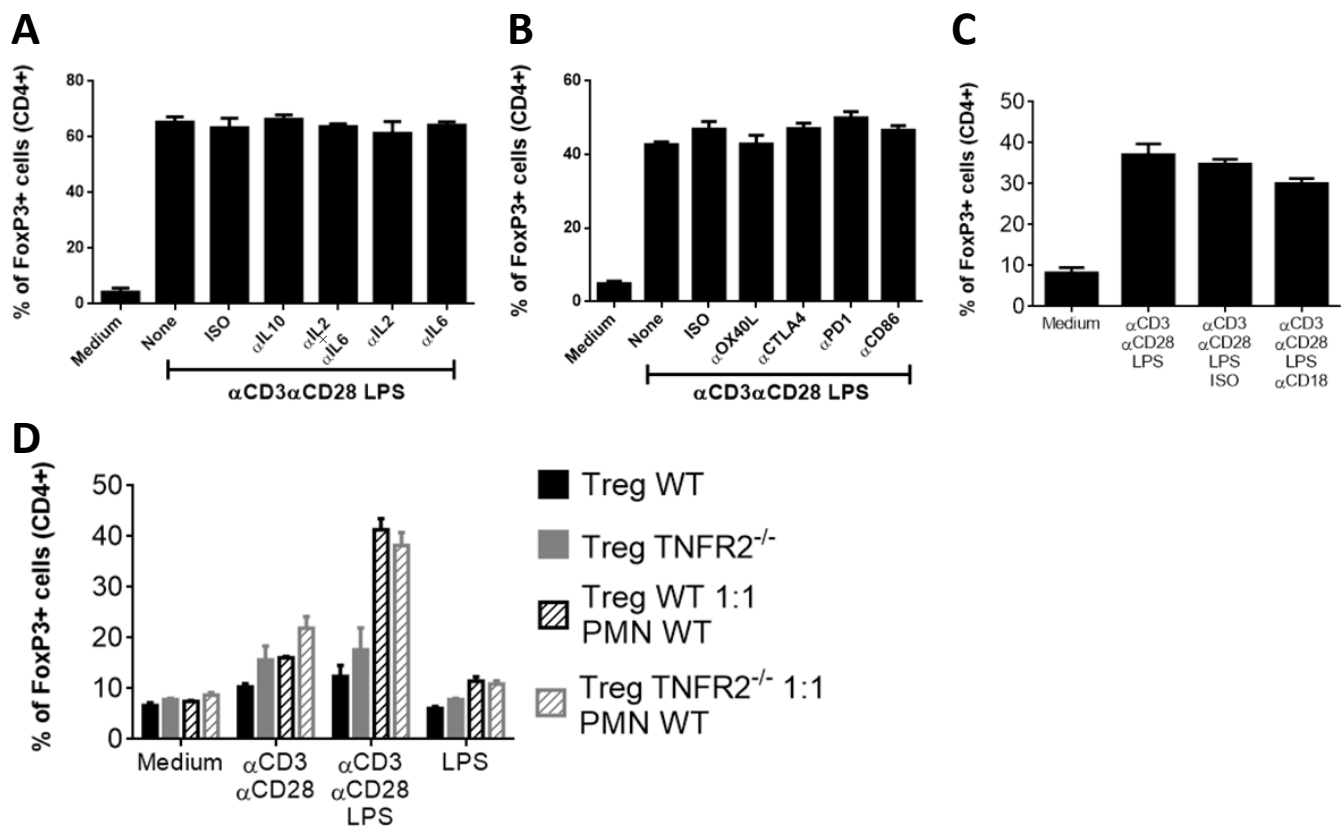 A
% of FoxP3+ cells (CD4+)
80
60
40
20
0
Medium
None
ISO
αIL10
αIL2
+
αIL6
αIL2
αIL6
αCD3αCD28 LPS
B
% of FoxP3+ cells (CD4+)
60
40
20
0
Medium
None
ISO
αOX40L
αCTLA4
αPD1
αCD86
αCD3αCD28 LPS
C
% of FoxP3+ cells (CD4+)
50
40
30
20
10
0
Medium
αCD3
αCD28
LPS
αCD3
αCD28
LPS
ISO
αCD3
αCD28
LPS
αCD18
D
% of FoxP3+ cells (CD4+)
50
40
30
20
10
0
Medium
αCD3
αCD28
αCD3
αCD28
LPS
LPS
Treg WT
Treg TNFR2-/-
Treg WT 1:1
PMN WT
Treg TNFR2-/- 1:1
PMN WT